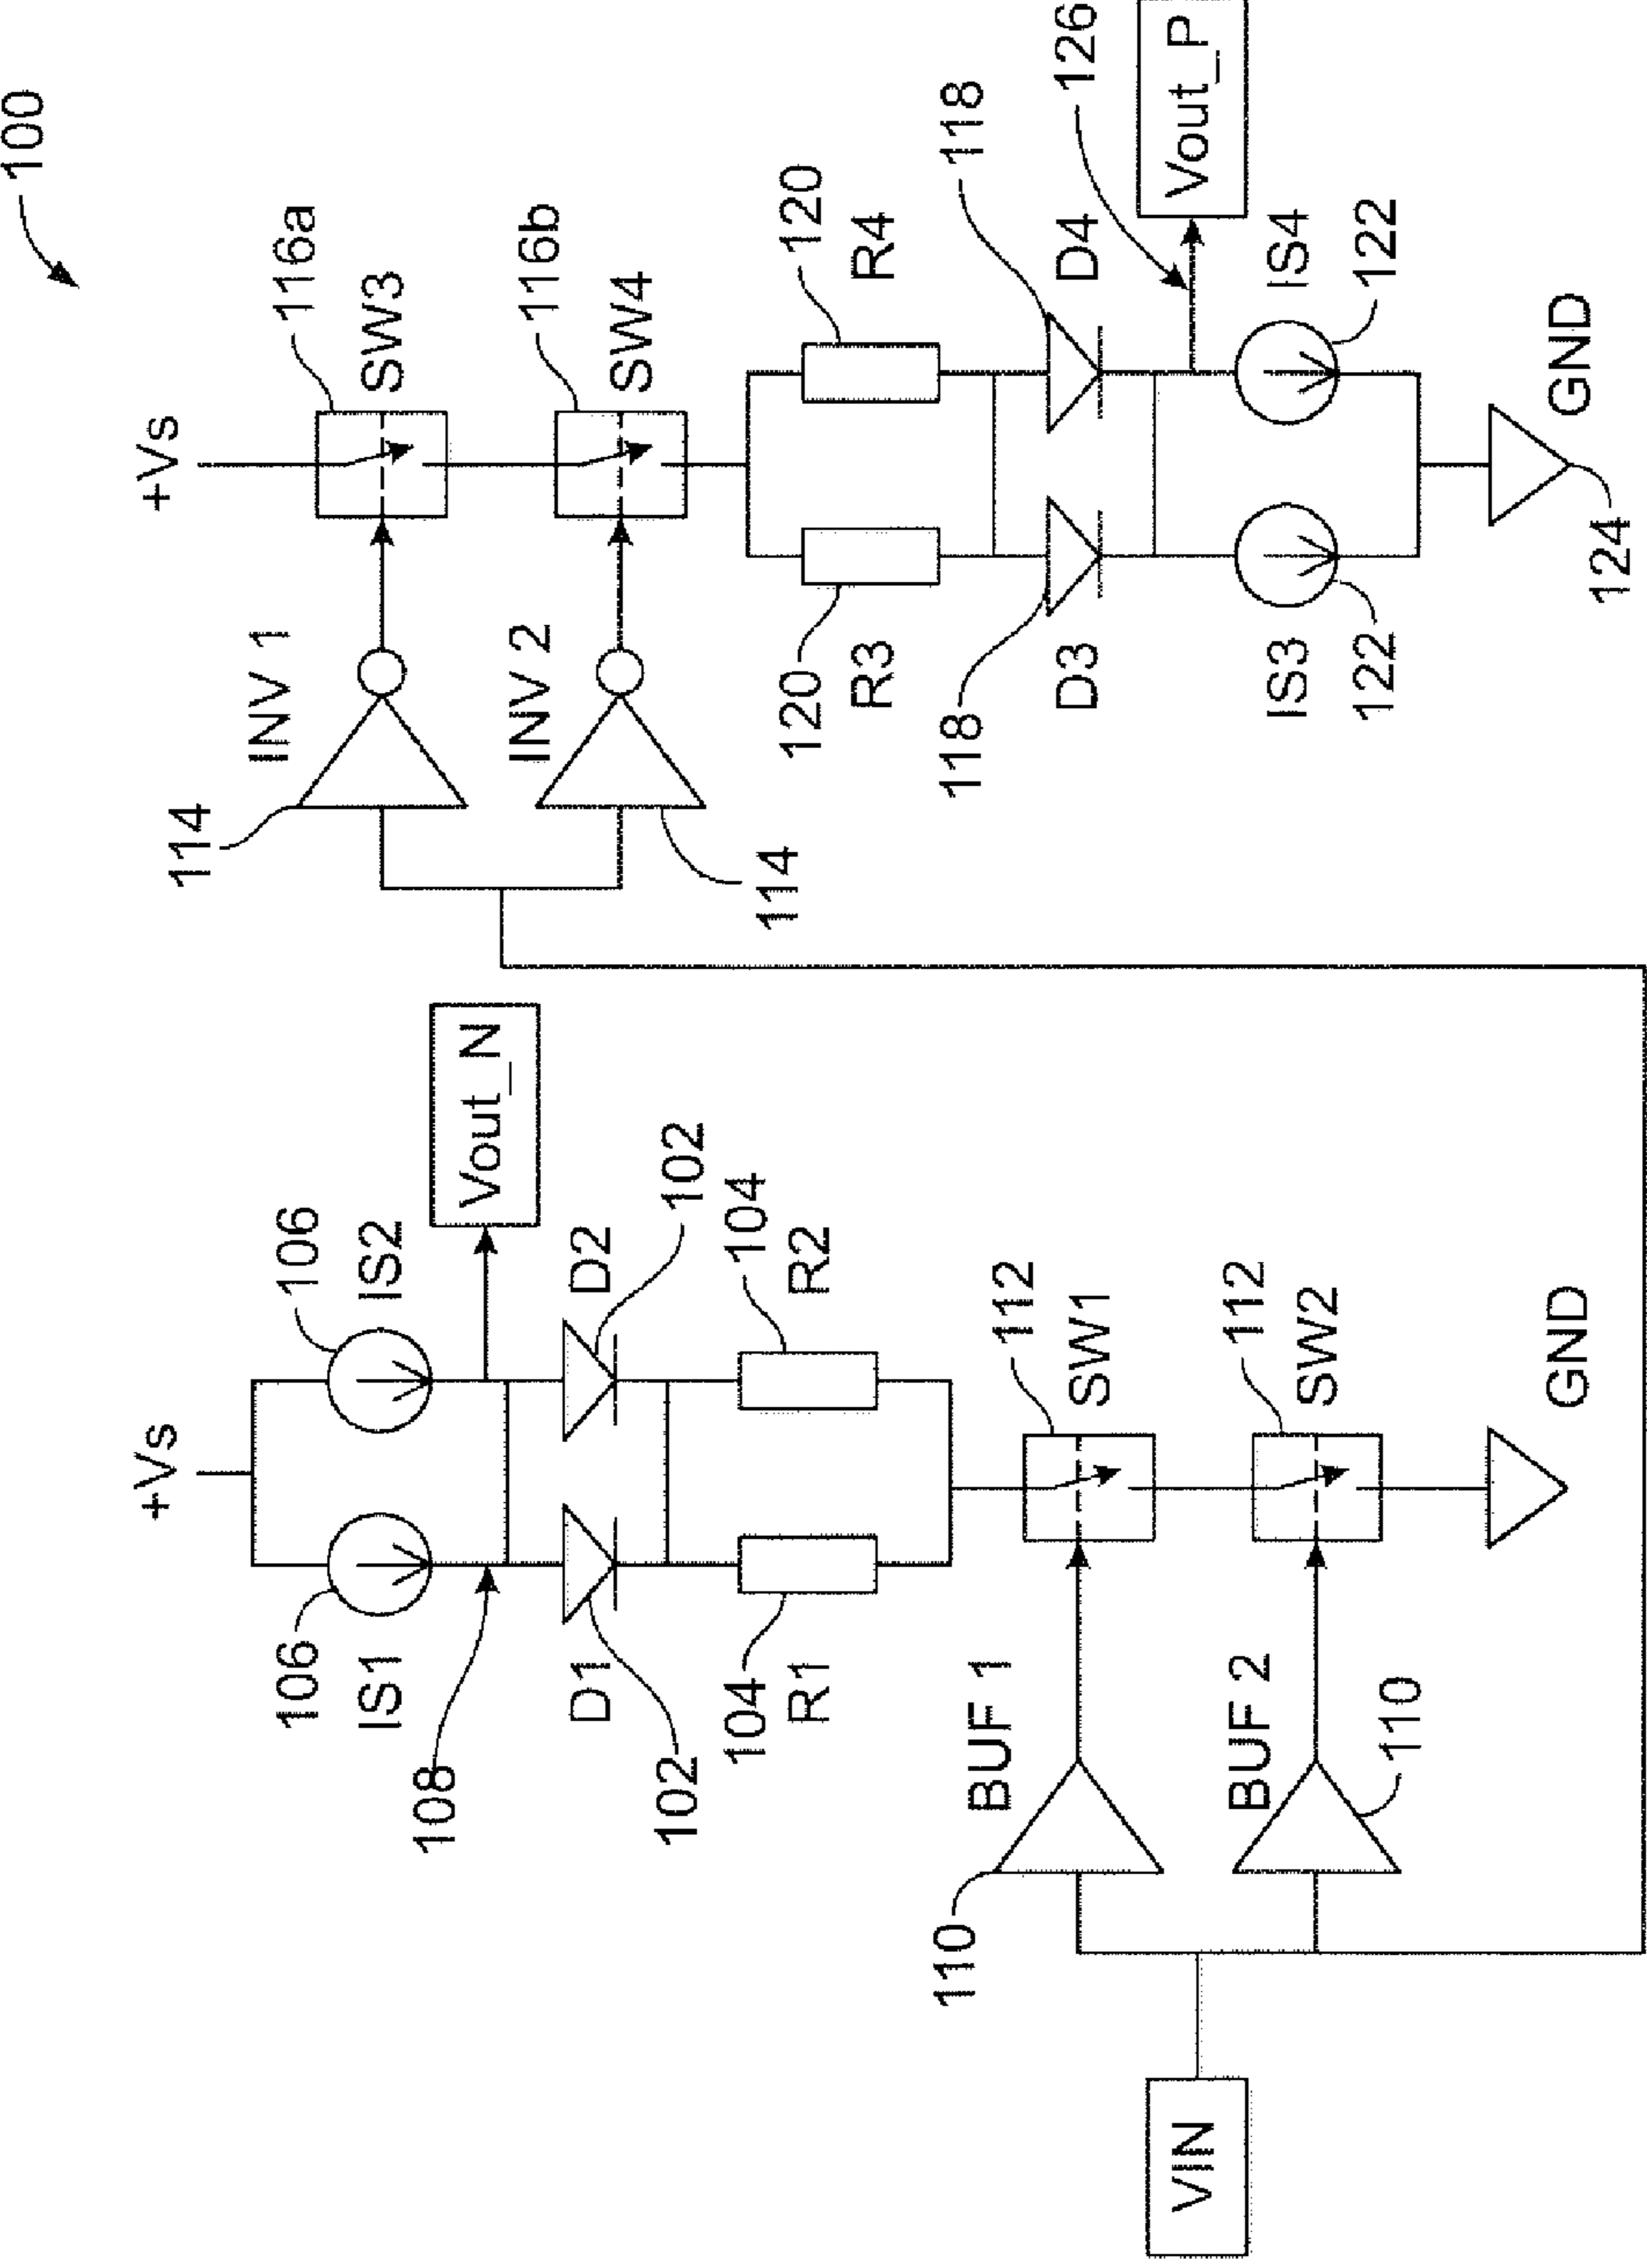 100
+Vs
116a
SW3
INV 1
114
116b
SW4
INV 2
114
120
R3
120
R4
118
D3
118
D4
126
Vout_P
IS3
122
IS4
122
GND
124
+Vs
106
IS1
106
IS2
Vout_N
108
102
D1
102
D2
104
R1
104
R2
BUF 1
110
112
SW1
BUF 2
110
112
SW2
GND
VIN